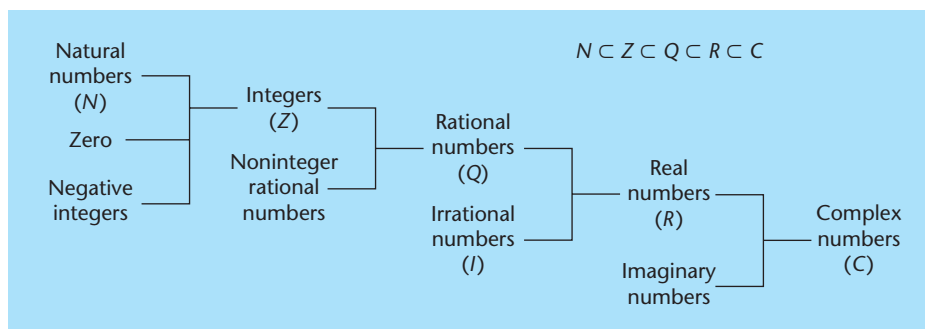 Natural
numbers
(N)
Zero
Negative
integers
Integers
(Z)
Noninteger
rational
numbers
Rational
numbers
(Q)
Irrational
numbers
(I)
Real
numbers
(R)
Imaginary
numbers
Complex
numbers
(C)
N ⊂ Z ⊂ Q ⊂ R ⊂ C